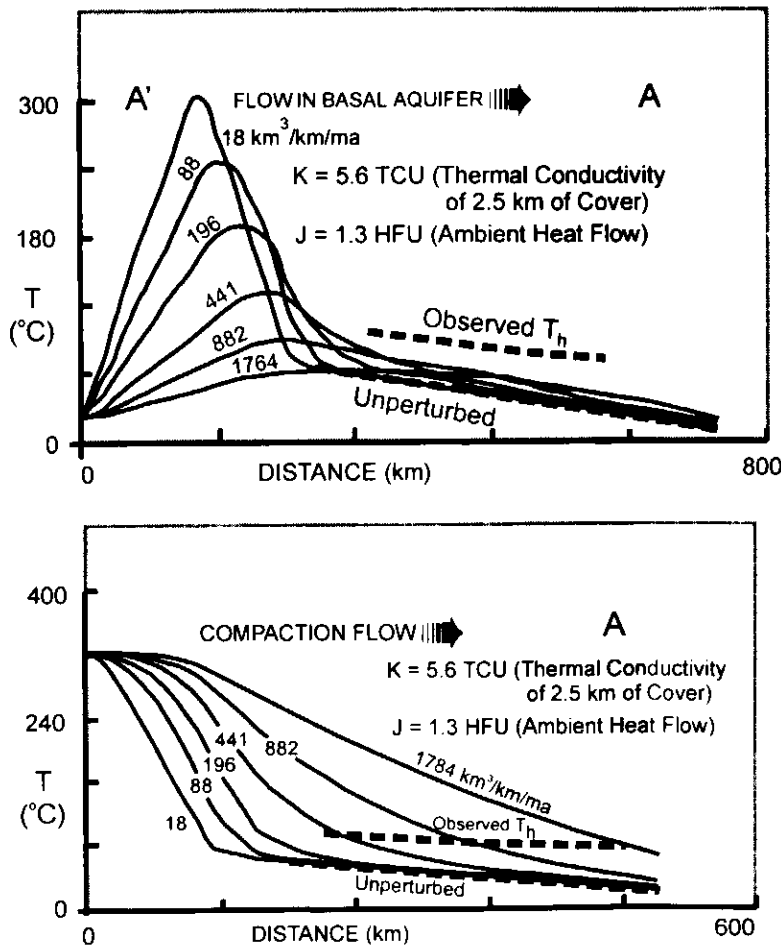 300
A'
FLOW IN BASAL AQUIFER
A
18 km³/km/ma
88
K = 5.6 TCU (Thermal Conductivity
of 2.5 km of Cover)
196
J = 1.3 HFU (Ambient Heat Flow)
180
441
T
(°C)
Observed Tₕ
882
1764
Unperturbed
0
0
DISTANCE (km)
800
400
COMPACTION FLOW
A
K = 5.6 TCU (Thermal Conductivity
of 2.5 km of Cover)
240
J = 1.3 HFU (Ambient Heat Flow)
441
882
1784 km³/km/ma
T
(°C)
196
88
18
Observed Tₕ
Unperturbed
0
0
DISTANCE (km)
600